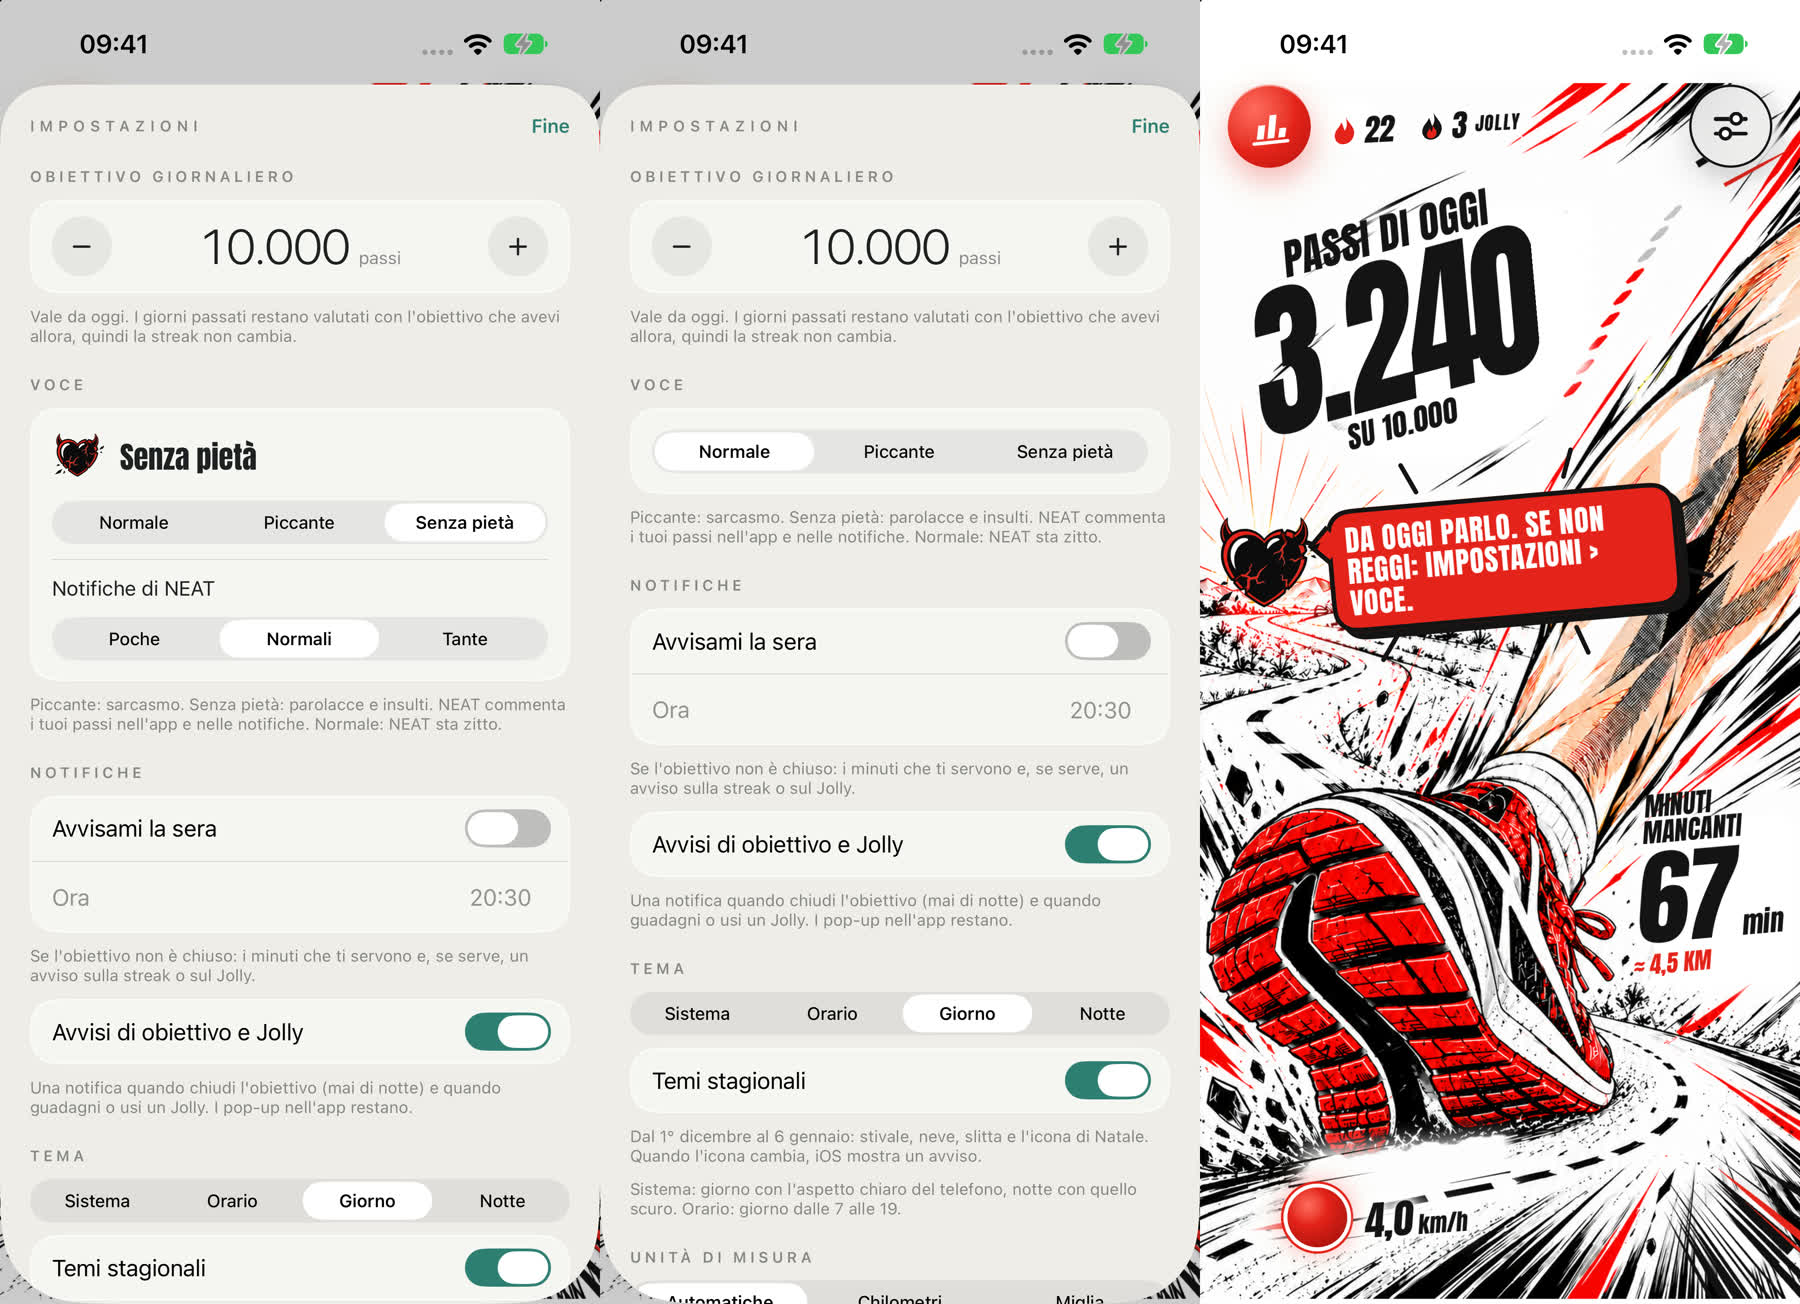 09:41
IMPOSTAZIONI
Fine
OBIETTIVO GIORNALIERO
− 10.000 passi +
Vale da oggi. I giorni passati restano valutati con l'obiettivo che avevi
allora, quindi la streak non cambia.
VOCE
Senza pietà
Normale Piccante Senza pietà
Notifiche di NEAT
Poche Normali Tante
Piccante: sarcasmo. Senza pietà: parolacce e insulti. NEAT commenta
i tuoi passi nell'app e nelle notifiche. Normale: NEAT sta zitto.
NOTIFICHE
Avvisami la sera
Ora 20:30
Se l'obiettivo non è chiuso: i minuti che ti servono e, se serve, un
avviso sulla streak o sul Jolly.
Avvisi di obiettivo e Jolly
Una notifica quando chiudi l'obiettivo (mai di notte) e quando
guadagni o usi un Jolly. I pop-up nell'app restano.
TEMA
Sistema Orario Giorno Notte
Temi stagionali
09:41
IMPOSTAZIONI
Fine
OBIETTIVO GIORNALIERO
− 10.000 passi +
Vale da oggi. I giorni passati restano valutati con l'obiettivo che avevi
allora, quindi la streak non cambia.
VOCE
Normale Piccante Senza pietà
Piccante: sarcasmo. Senza pietà: parolacce e insulti. NEAT commenta
i tuoi passi nell'app e nelle notifiche. Normale: NEAT sta zitto.
NOTIFICHE
Avvisami la sera
Ora 20:30
Se l'obiettivo non è chiuso: i minuti che ti servono e, se serve, un
avviso sulla streak o sul Jolly.
Avvisi di obiettivo e Jolly
Una notifica quando chiudi l'obiettivo (mai di notte) e quando
guadagni o usi un Jolly. I pop-up nell'app restano.
TEMA
Sistema Orario Giorno Notte
Temi stagionali
Dal 1° dicembre al 6 gennaio: stivale, neve, slitta e l'icona di Natale.
Quando l'icona cambia, iOS mostra un avviso.
Sistema: giorno con l'aspetto chiaro del telefono, notte con quello
scuro. Orario: giorno dalle 7 alle 19.
UNITÀ DI MISURA
Automatiche Chilometri Miglia
09:41
22 3 JOLLY
PASSI DI OGGI
3.240
SU 10.000
DA OGGI PARLO. SE NON
REGGI: IMPOSTAZIONI >
VOCE.
MINUTI
MANCANTI
67 min
≈ 4,5 KM
4,0 km/h